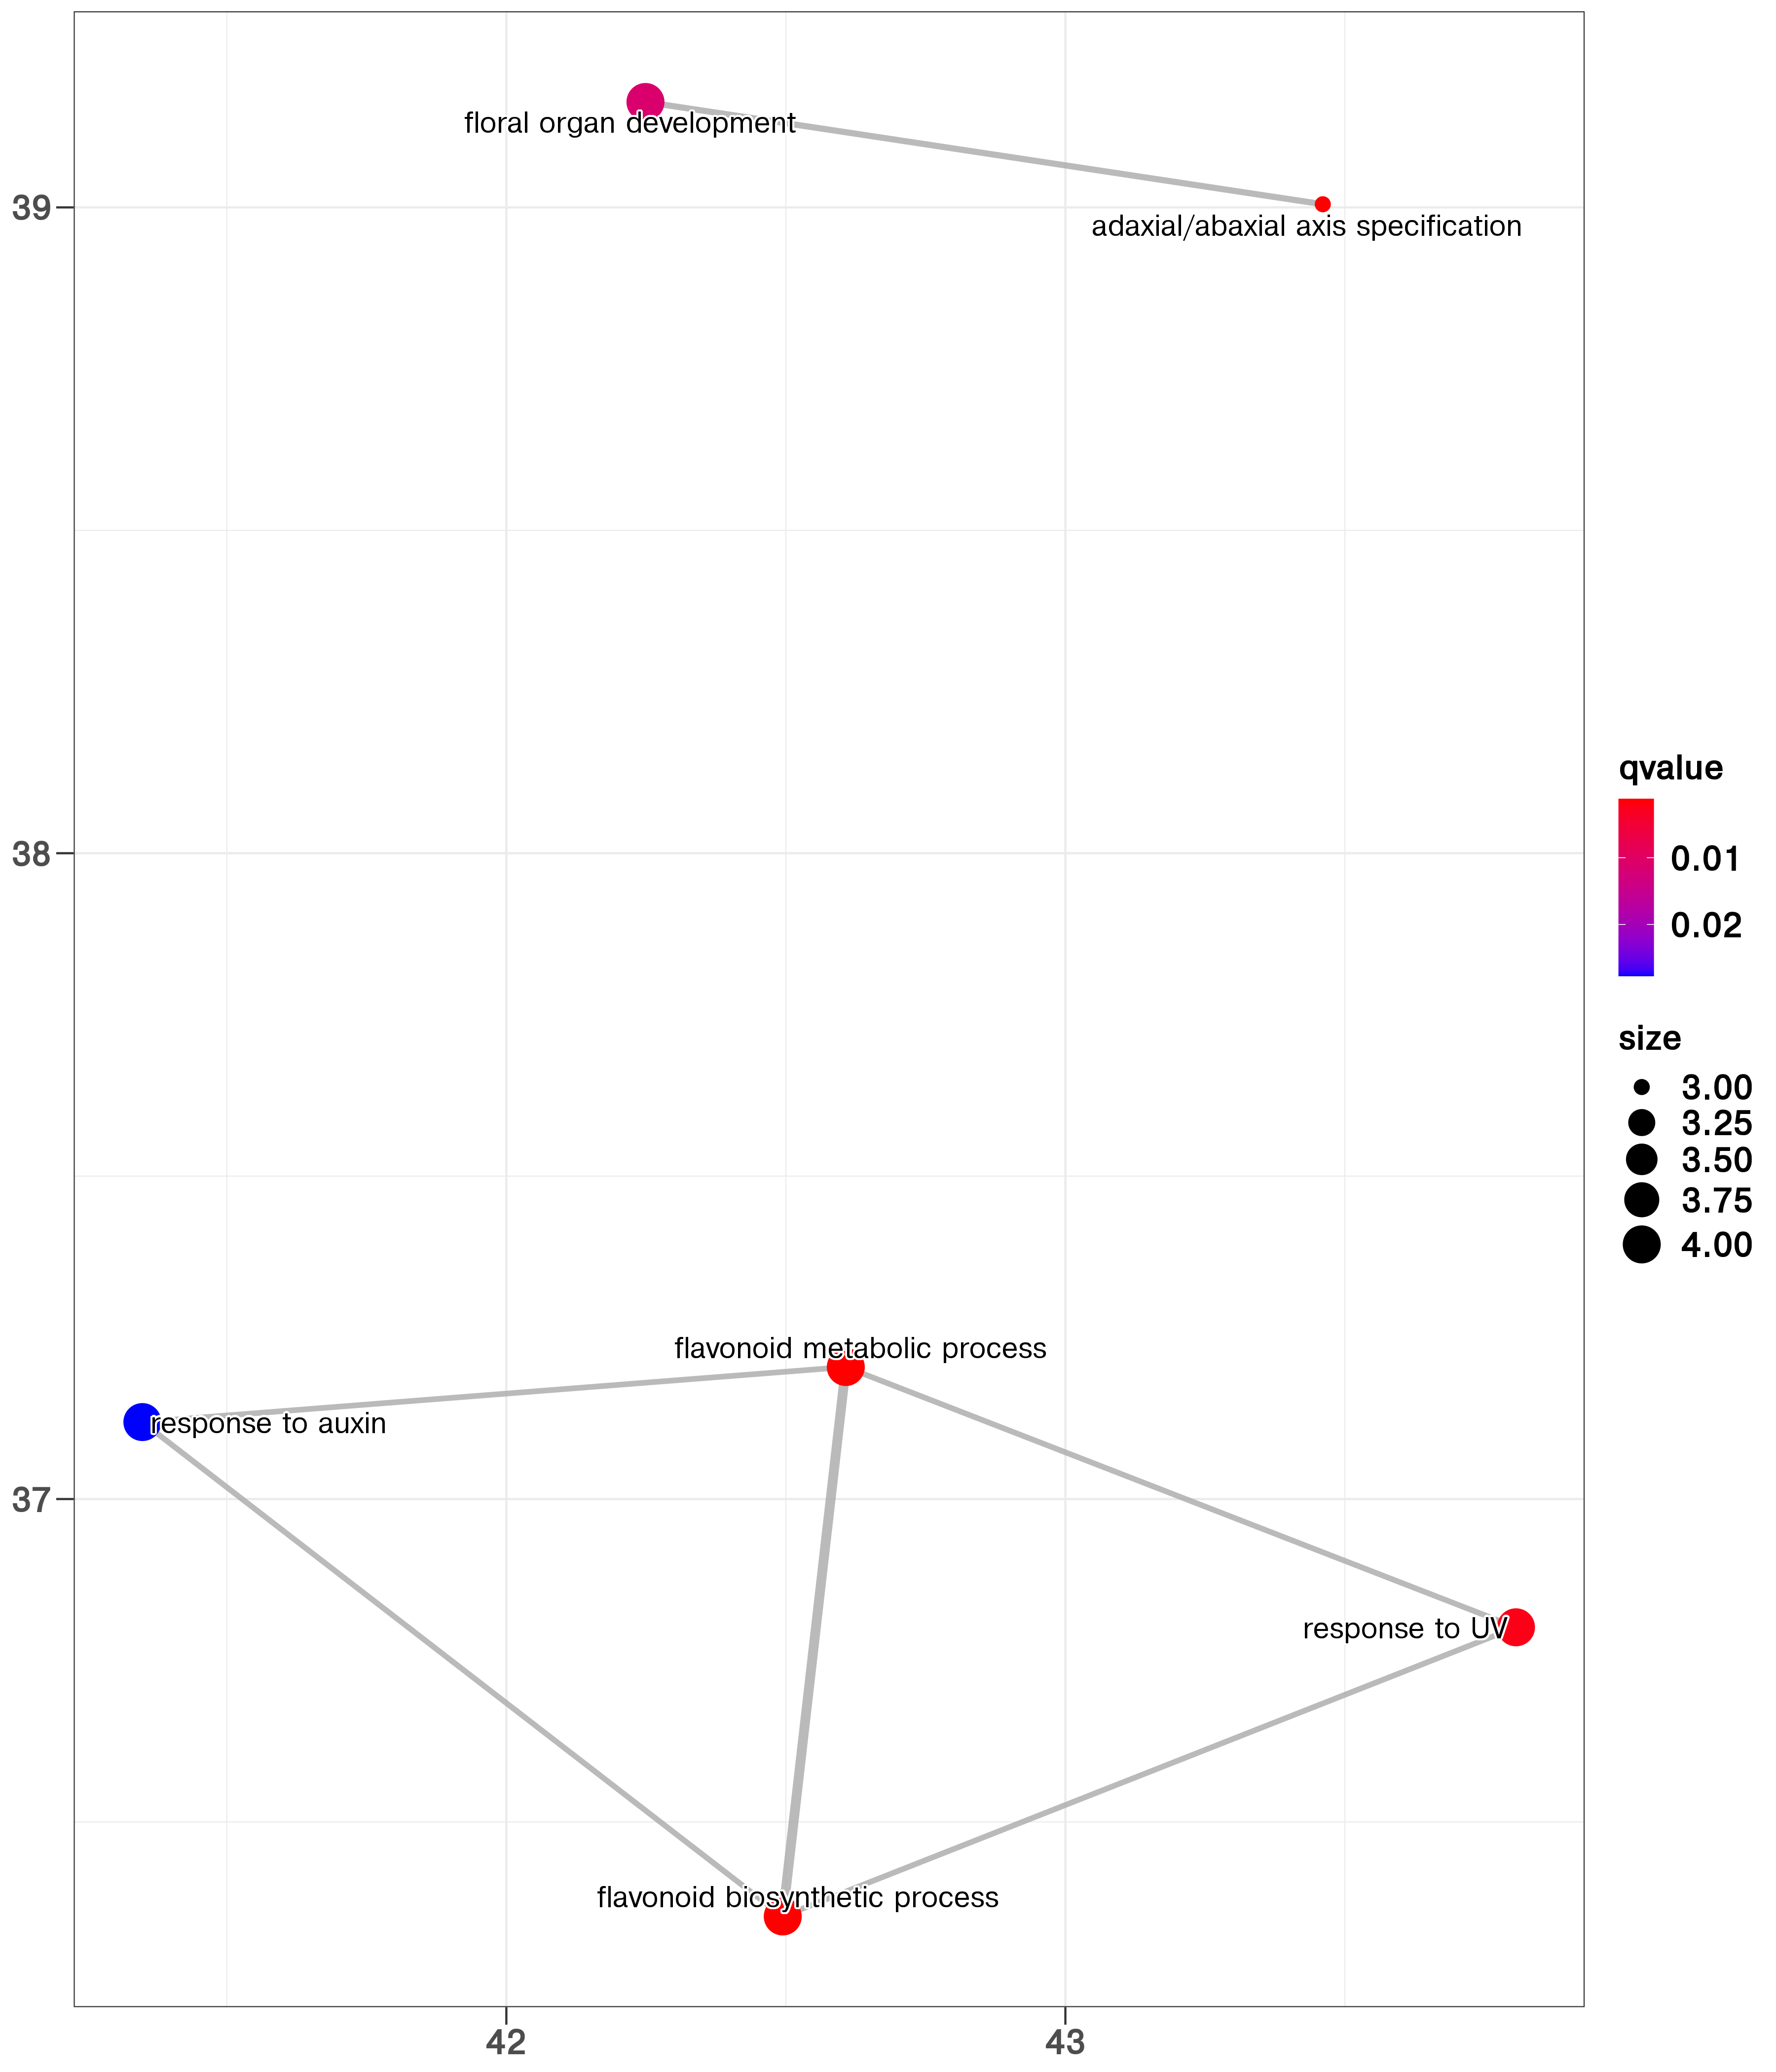 floral organ development
39
adaxial/abaxial axis specification
qvalue
0.01
0.02
38
size
3.00
3.25
3.50
3.75
4.00
flavonoid metabolic process
response to auxin
37
response to UV
flavonoid biosynthetic process
42
43